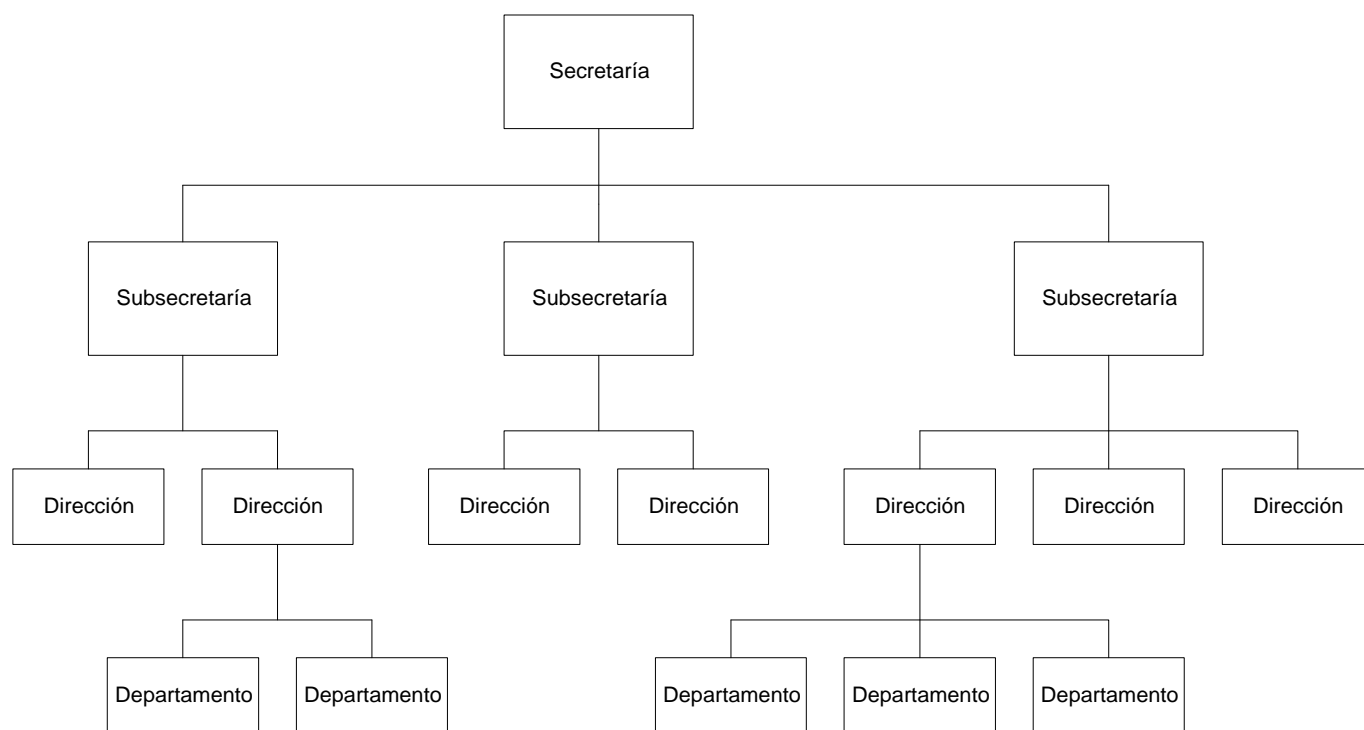 Secretaría
Subsecretaría
Subsecretaría
Subsecretaría
Dirección
Dirección
Dirección
Dirección
Dirección
Dirección
Dirección
Departamento
Departamento
Departamento
Departamento
Departamento